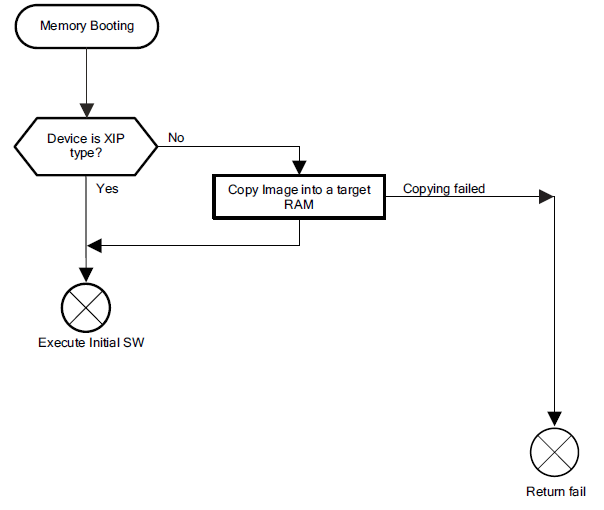 Memory Booting
Device is XIP
type?
No
Yes
Copy Image into a target
RAM
Copying failed
Execute Initial SW
Return fail